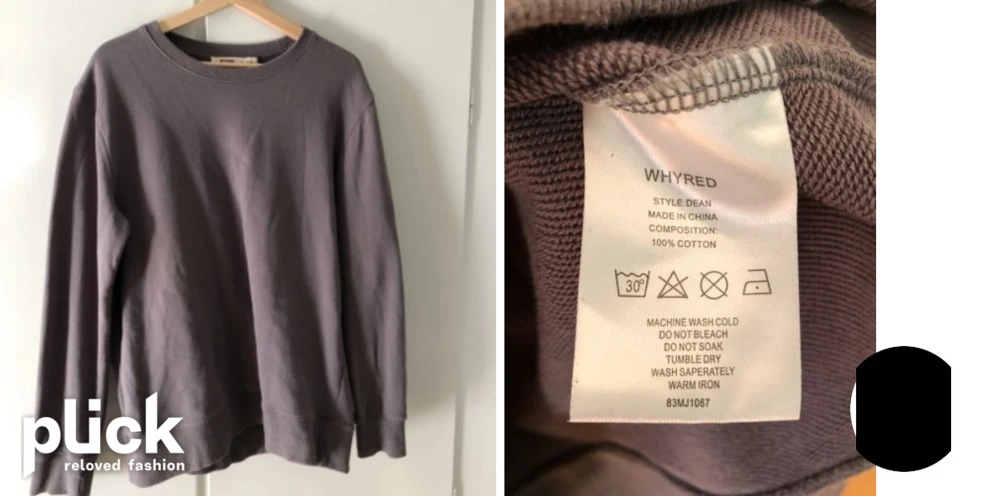 plick
reloved fashion
WHYRED
STYLE:DEAN
MADE IN CHINA
COMPOSITION:
100% COTTON
30°
MACHINE WASH COLD
DO NOT BLEACH
DO NOT SOAK
TUMBLE DRY
WASH SAPERATELY
WARM IRON
83MJ1067